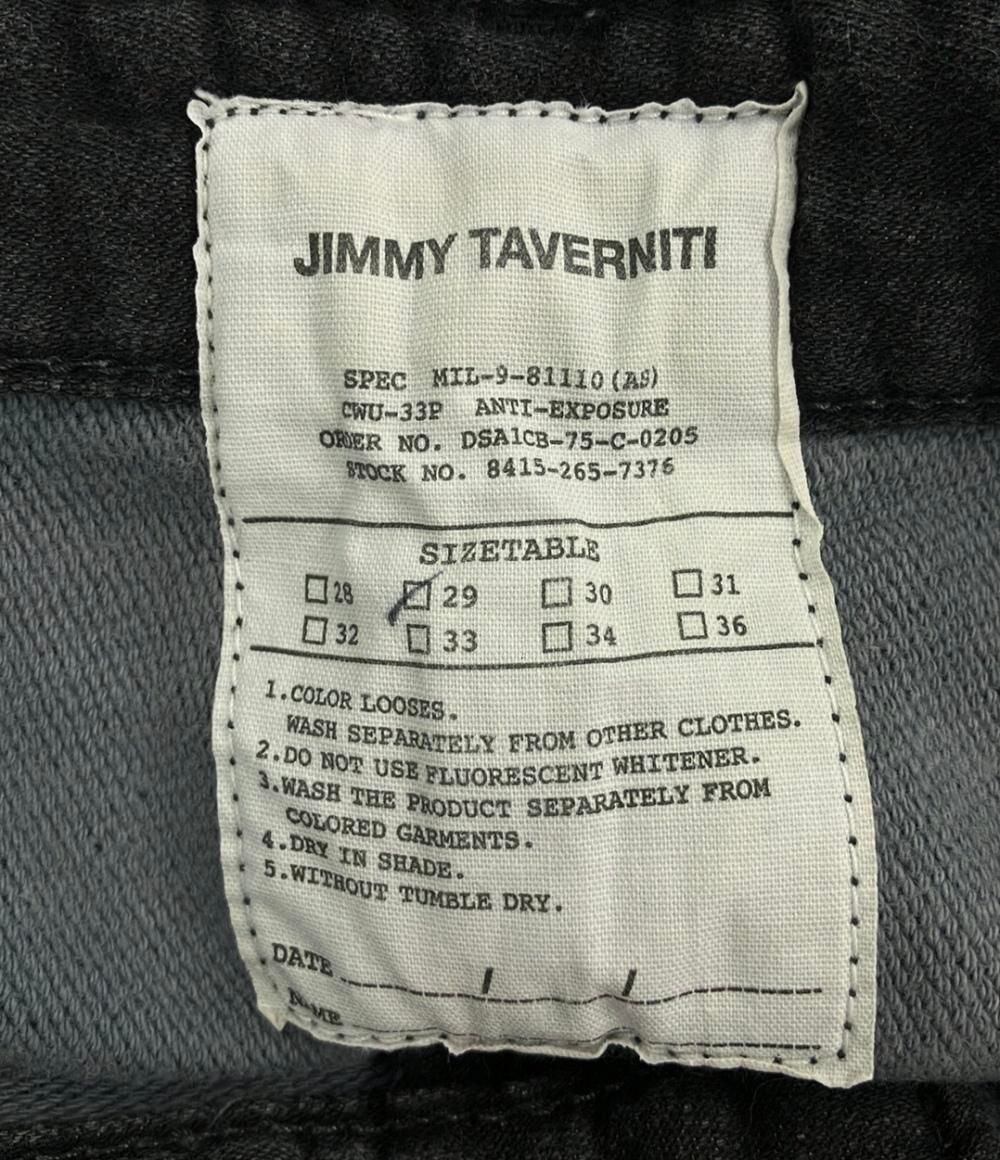 JIMMY TAVERNITI
SPEC MIL-9-81110(AS)
CWU-33P ANTI-EXPOSURE
ORDER NO. DSA1CB-75-C-0205
STOCK NO. 8415-265-7376
SIZETABLE
28 29 30 31
32 33 34 36
1.COLOR LOOSES.
WASH SEPARATELY FROM OTHER CLOTHES.
2.DO NOT USE FLUORESCENT WHITENER.
3.WASH THE PRODUCT SEPARATELY FROM
COLORED GARMENTS.
4.DRY IN SHADE.
5.WITHOUT TUMBLE DRY.
DATE / /
NAME